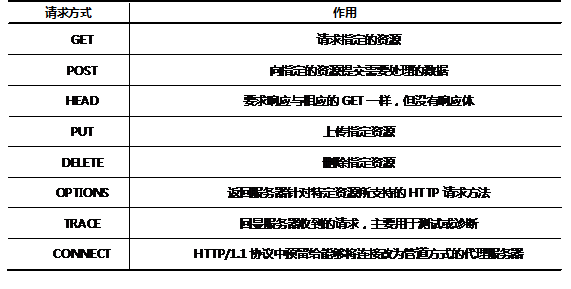 请求方式 作用
GET 请求指定的资源
POST 向指定的资源提交需要处理的数据
HEAD 要求响应与相应的 GET 一样，但没有响应体
PUT 上传指定资源
DELETE 删除指定资源
OPTIONS 返回服务器针对特定资源所支持的 HTTP 请求方法
TRACE 回显服务器收到的请求，主要用于测试或诊断
CONNECT HTTP/1.1 协议中预留给能够将连接改为管道方式的代理服务器